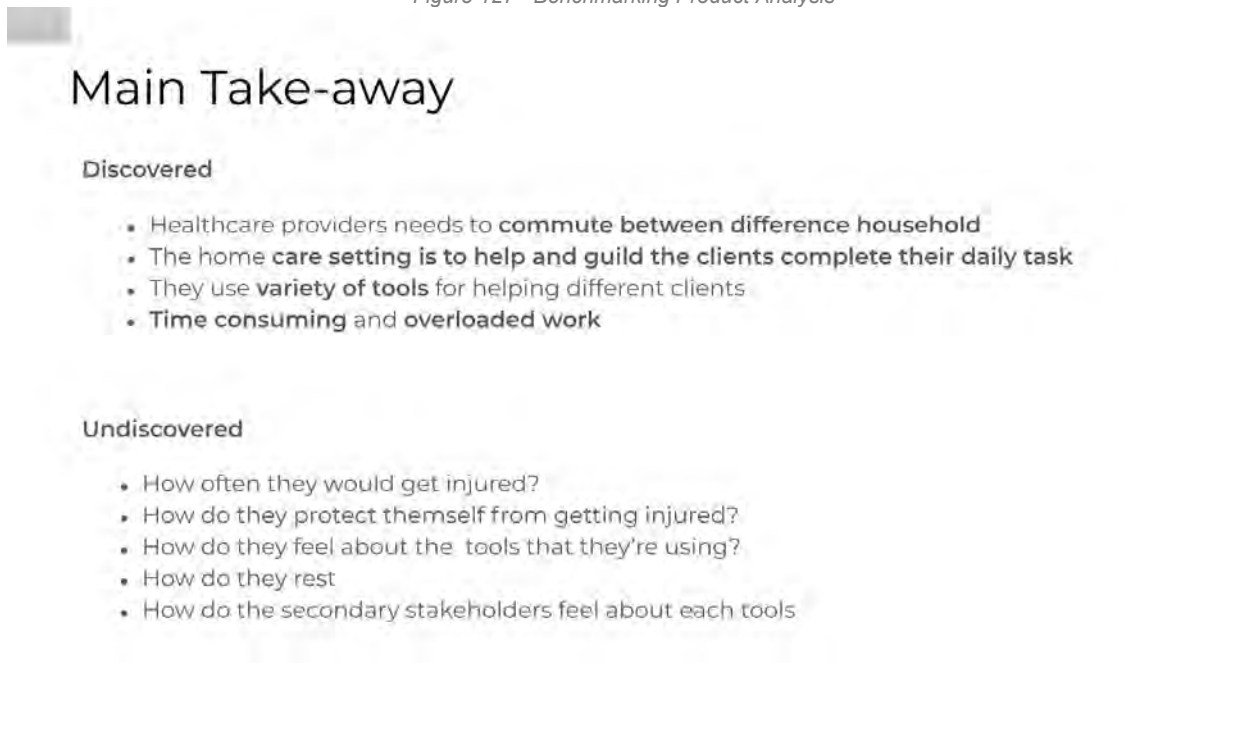 Main Take-away
Discovered
• Healthcare providers needs to commute between difference household
• The home care setting is to help and guild the clients complete their daily task
• They use variety of tools for helping different clients
• Time consuming and overloaded work
Undiscovered
• How often they would get injured?
• How do they protect themself from getting injured?
• How do they feel about the tools that they're using?
• How do they rest
• How do the secondary stakeholders feel about each tools